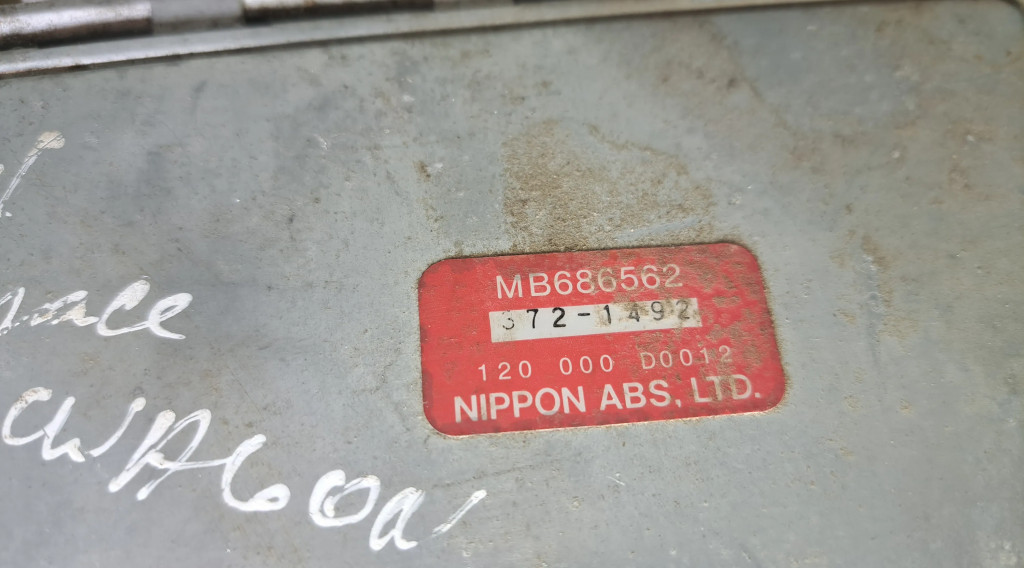 MB686562
372-1492
120 000 D0012
NIPPON ABS, LTD.